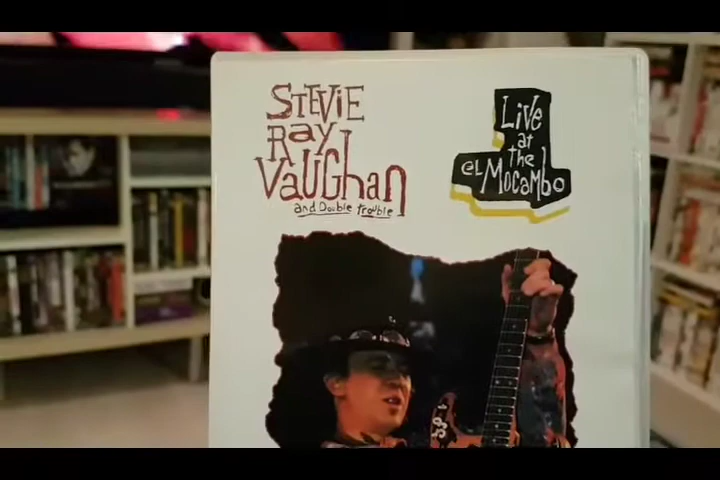 STEVIE
RAY
VAUGHAN
and Double trouble
LIVE
at
the
eL MOCAMBO